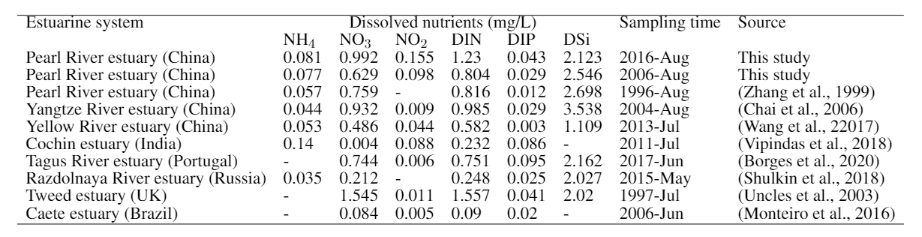 Estuarine system Dissolved nutrients (mg/L) Sampling time Source
NH4 NO3 NO2 DIN DIP DSi
Pearl River estuary (China) 0.081 0.992 0.155 1.23 0.043 2.123 2016-Aug This study
Pearl River estuary (China) 0.077 0.629 0.098 0.804 0.029 2.546 2006-Aug This study
Pearl River estuary (China) 0.057 0.759 - 0.816 0.012 2.698 1996-Aug (Zhang et al., 1999)
Yangtze River estuary (China) 0.044 0.932 0.009 0.985 0.029 3.538 2004-Aug (Chai et al., 2006)
Yellow River estuary (China) 0.053 0.486 0.044 0.582 0.003 1.109 2013-Jul (Wang et al., 22017)
Cochin estuary (India) 0.14 0.004 0.088 0.232 0.086 - 2011-Jul (Vipindas et al., 2018)
Tagus River estuary (Portugal) - 0.744 0.006 0.751 0.095 2.162 2017-Jun (Borges et al., 2020)
Razdolnaya River estuary (Russia) 0.035 0.212 - 0.248 0.025 2.027 2015-May (Shulkin et al., 2018)
Tweed estuary (UK) - 1.545 0.011 1.557 0.041 2.02 1997-Jul (Uncles et al., 2003)
Caete estuary (Brazil) - 0.084 0.005 0.09 0.02 - 2006-Jun (Monteiro et al., 2016)